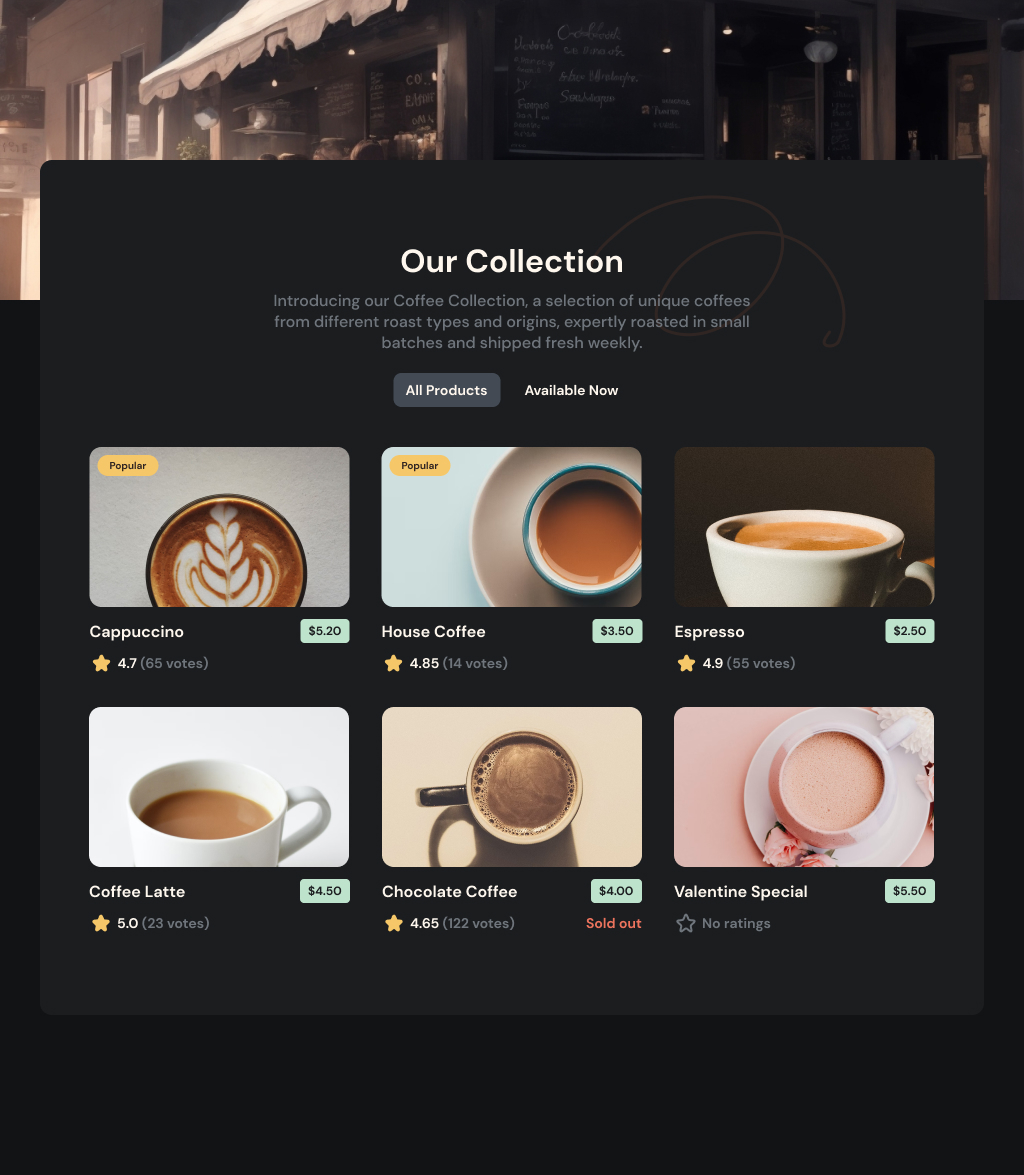 Our Collection
Introducing our Coffee Collection, a selection of unique coffees
from different roast types and origins, expertly roasted in small
batches and shipped fresh weekly.
All Products
Available Now
Popular
Popular
Cappuccino
$5.20
House Coffee
$3.50
Espresso
$2.50
4.7 (65 votes)
4.85 (14 votes)
4.9 (55 votes)
Coffee Latte
$4.50
Chocolate Coffee
$4.00
Valentine Special
$5.50
5.0 (23 votes)
4.65 (122 votes)
Sold out
No ratings